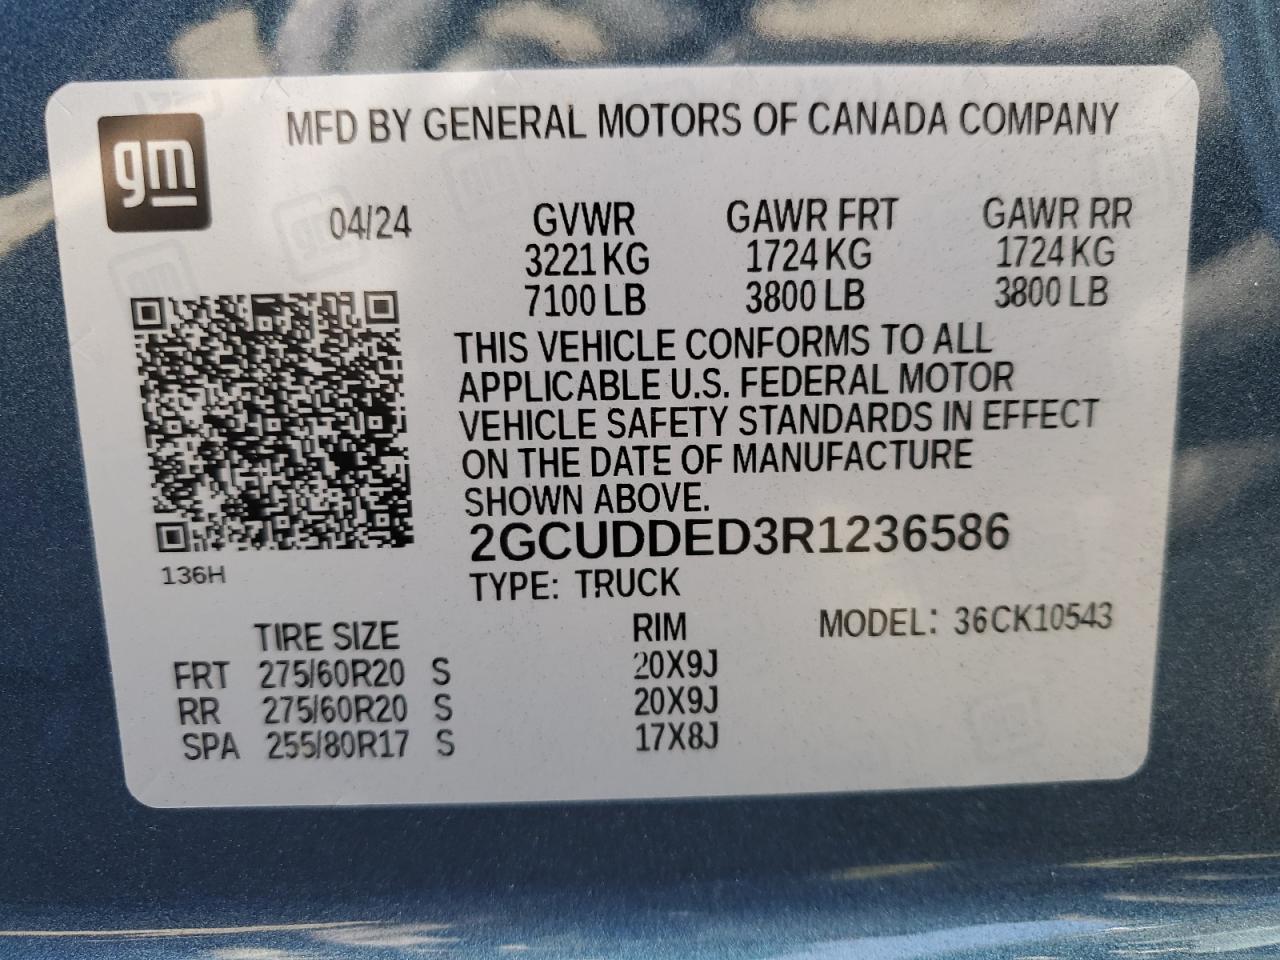 gm
MFD BY GENERAL MOTORS OF CANADA COMPANY
04/24 GVWR GAWR FRT GAWR RR
3221 KG 1724 KG 1724 KG
7100 LB 3800 LB 3800 LB
THIS VEHICLE CONFORMS TO ALL
APPLICABLE U.S. FEDERAL MOTOR
VEHICLE SAFETY STANDARDS IN EFFECT
ON THE DATE OF MANUFACTURE
SHOWN ABOVE.
2GCUDDED3R1236586
136H
TYPE: TRUCK
TIRE SIZE RIM MODEL: 36CK10543
FRT 275/60R20 S 20X9J
RR 275/60R20 S 20X9J
SPA 255/80R17 S 17X8J